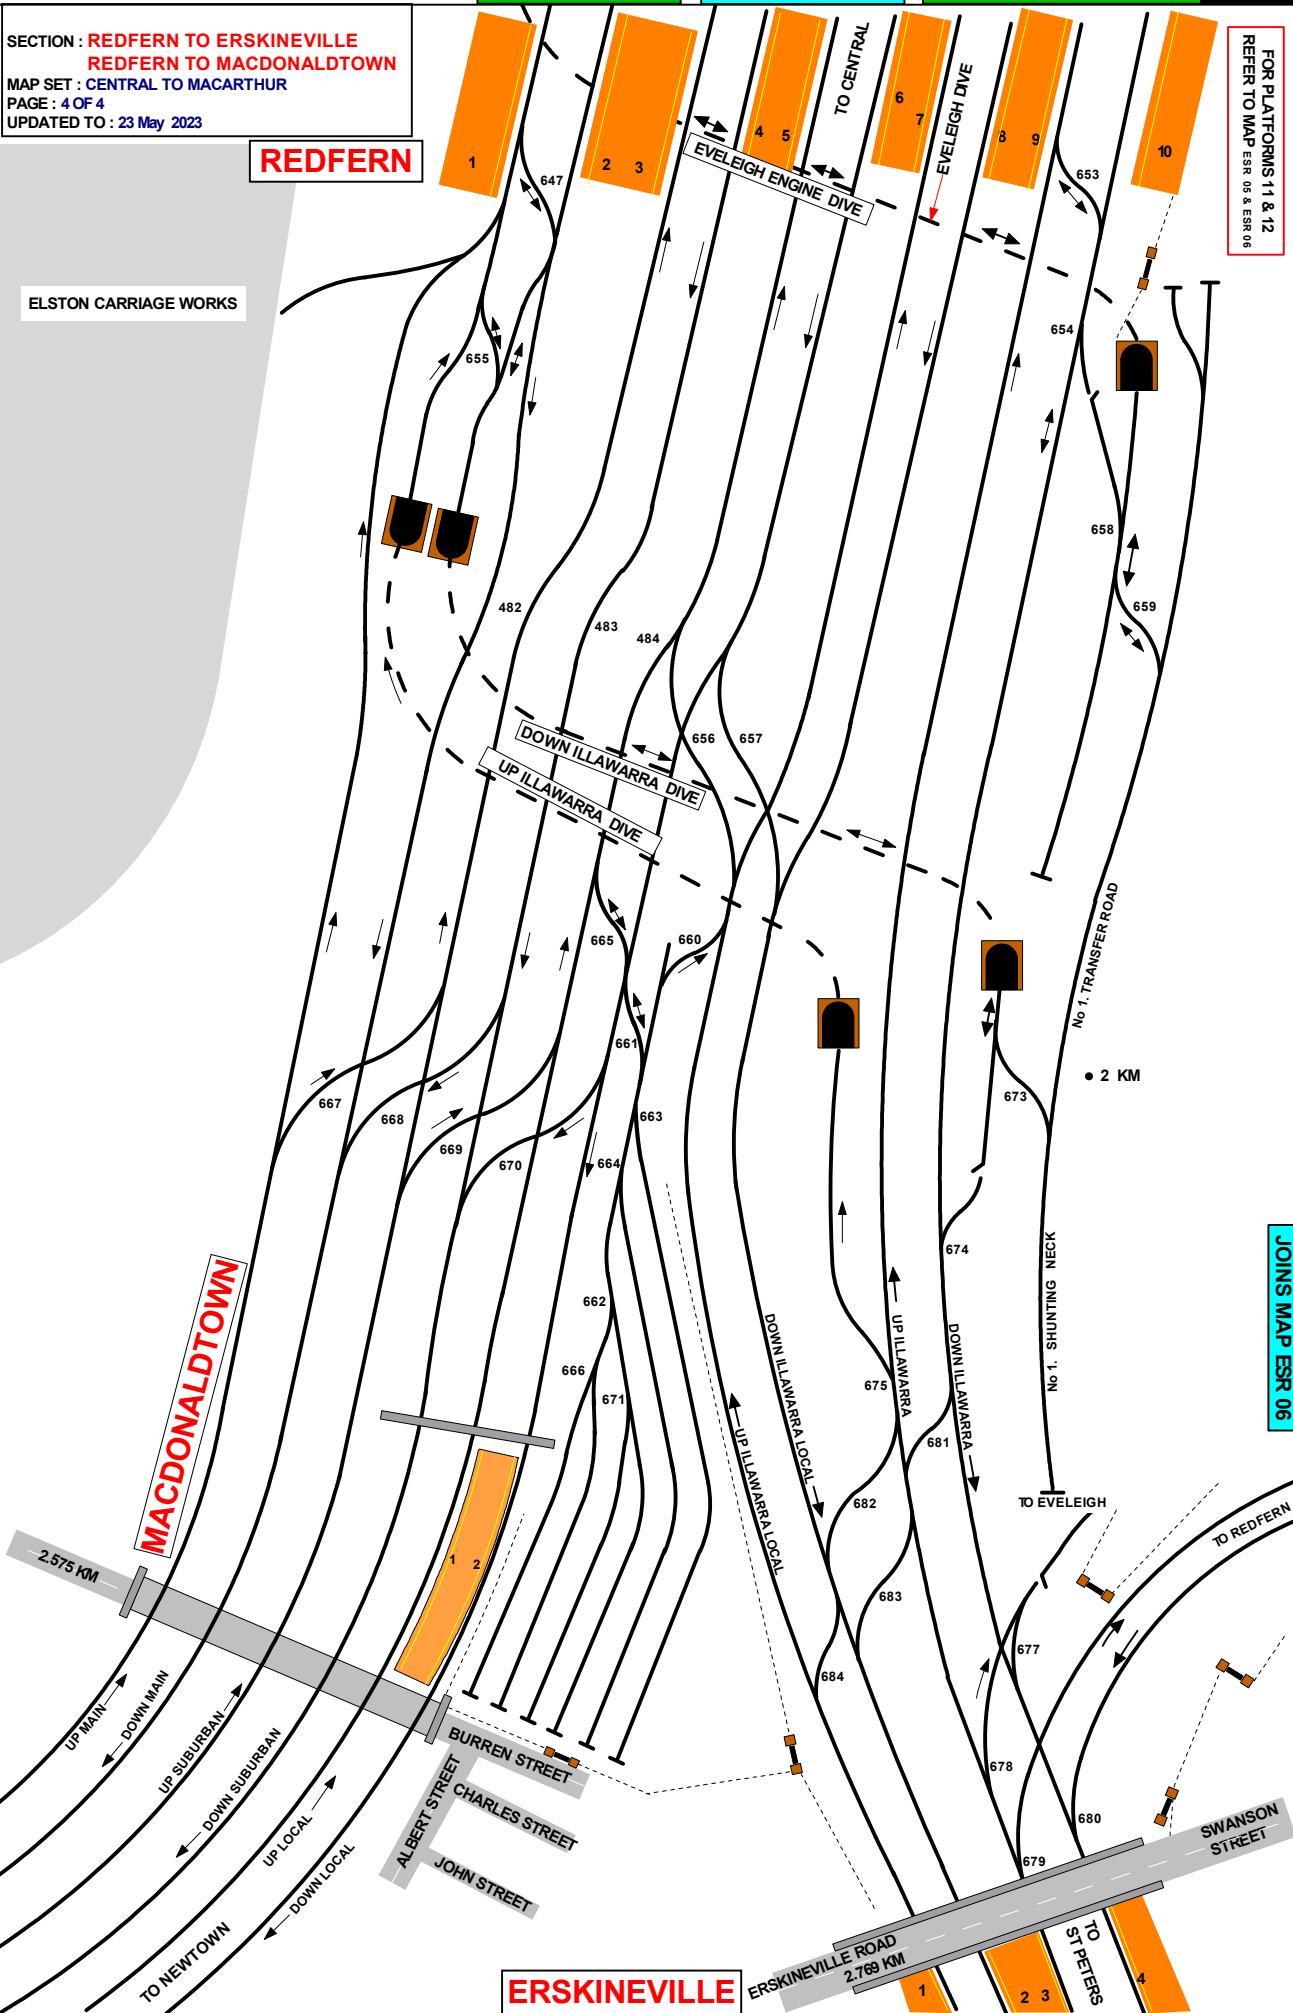 SECTION : REDFERN TO ERSKINEVILLE
REDFERN TO MACDONALDTOWN
MAP SET : CENTRAL TO MACARTHUR
PAGE : 4 OF 4
UPDATED TO : 23 May 2023
REDFERN
1
2 3
4 5
TO CENTRAL
6
7
EVELEIGH DIVE
8 9
10
FOR PLATFORMS 11 & 12
REFER TO MAP ESR 05 & ESR 06
EVELEIGH ENGINE DIVE
647
653
ELSTON CARRIAGE WORKS
654
655
658
482
483
484
659
656
657
DOWN ILLAWARRA DIVE
UP ILLAWARRA DIVE
665
660
No 1. TRANSFER ROAD
661
2 KM
667
668
663
673
669
670
664
674
No 1. SHUNTING NECK
JOINS MAP ESR 06
MACDONALDTOWN
662
666
671
DOWN ILLAWARRA LOCAL
UP ILLAWARRA
DOWN ILLAWARRA
675
681
UP ILLAWARRA LOCAL
682
TO EVELEIGH
TO REDFERN
2.575 KM
1 2
683
677
684
UP MAIN
DOWN MAIN
UP SUBURBAN
DOWN SUBURBAN
UP LOCAL
DOWN LOCAL
BURREN STREET
ALBERT STREET
CHARLES STREET
JOHN STREET
678
680
679
SWANSON
STREET
TO NEWTOWN
ERSKINEVILLE
ERSKINEVILLE ROAD
2.769 KM
1
2 3
TO
ST PETERS
4